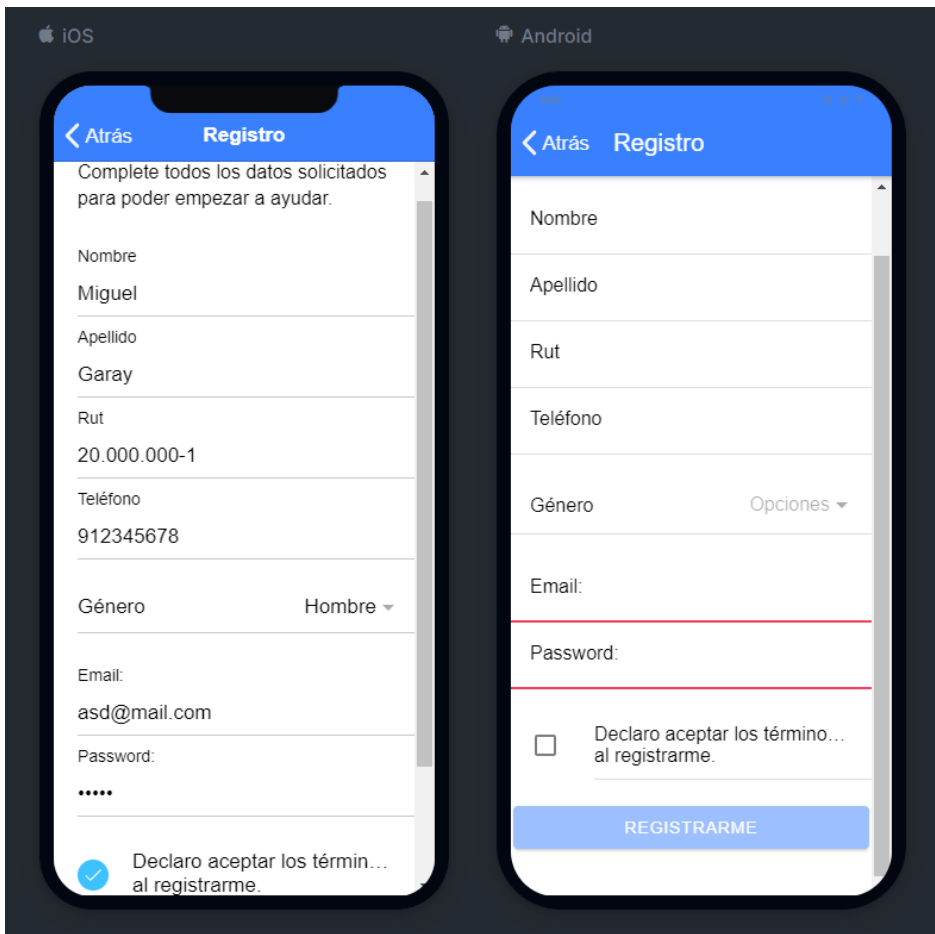 iOS
Atrás Registro
Complete todos los datos solicitados
para poder empezar a ayudar.
Nombre
Miguel
Apellido
Garay
Rut
20.000.000-1
Teléfono
912345678
Género Hombre
Email:
asd@mail.com
Password:
•••••
Declaro aceptar los términ...
al registrarme.
Android
Atrás Registro
Nombre
Apellido
Rut
Teléfono
Género Opciones
Email:
Password:
Declaro aceptar los término...
al registrarme.
REGISTRARME